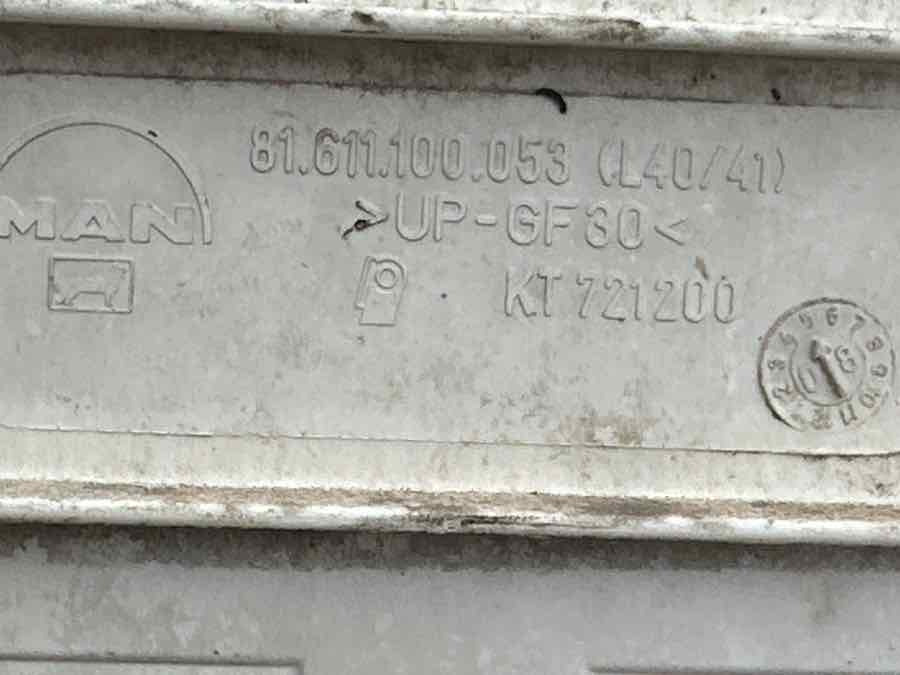 81.611.100.053 (L40/41)
MAN
>UP-GF30<
KT 721200